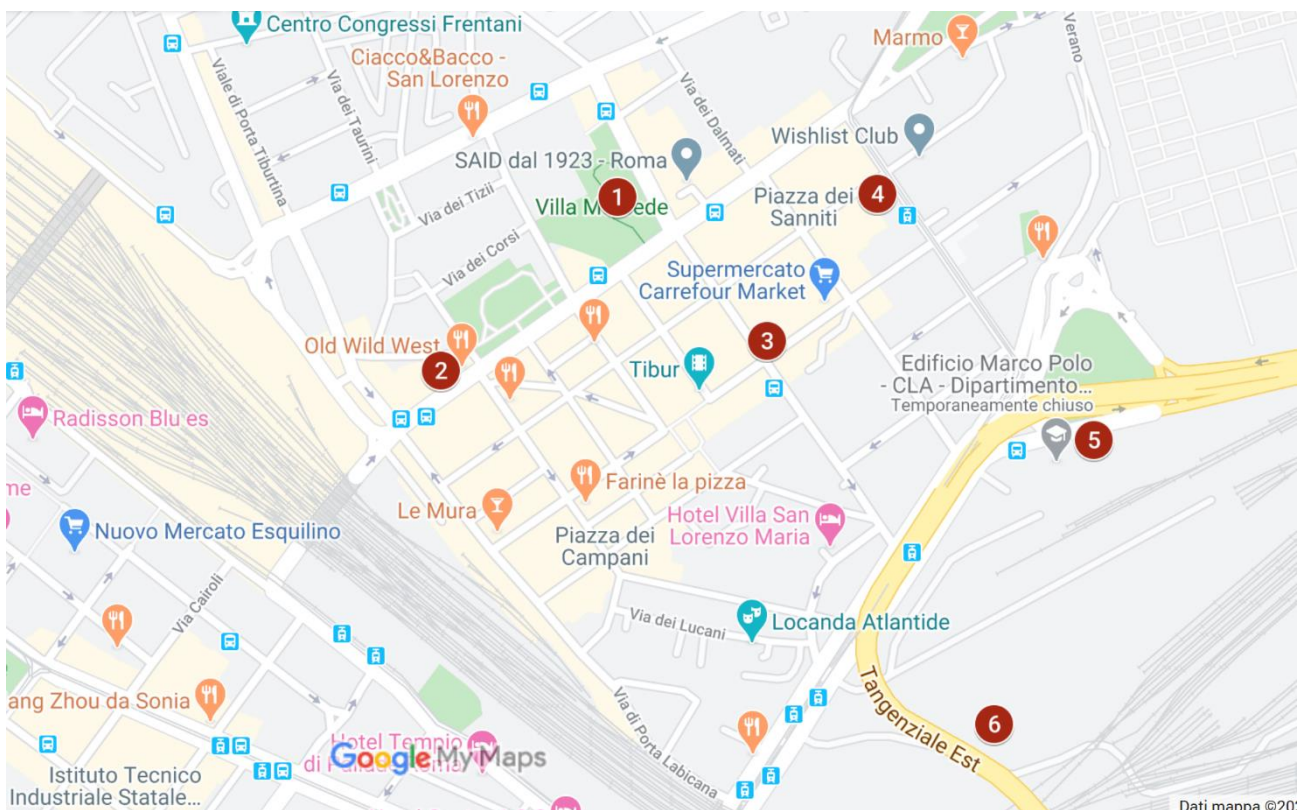 Centro Congressi Frentani
Ciacco&Bacco -
San Lorenzo
Marmo
Verano
Viale di Porta Tiburtina
Via dei Taurini
Via dei Dalmati
Wishlist Club
SAID dal 1923 - Roma
Via dei Tizii
1
Villa M
ede
Piazza dei
Sanniti
4
Via dei Corsi
Supermercato
Carrefour Market
Old Wild West
2
3
Tibur
Edificio Marco Polo
- CLA - Dipartimento...
Temporaneamente chiuso
5
Radisson Blu es
me
Farinè la pizza
Le Mura
Nuovo Mercato Esquilino
Piazza dei
Campani
Hotel Villa San
Lorenzo Maria
Via Cairoli
Via dei Lucani
Locanda Atlantide
ang Zhou da Sonia
Via di Porta Labicana
Tangenziale Est
6
Hotel Tempio
di
Google My Maps
Istituto Tecnico
Industriale Statale...
Dati mappa ©20